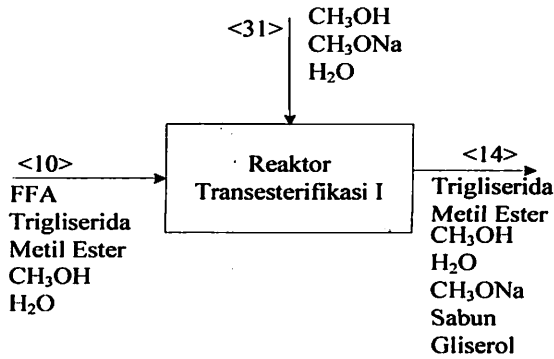 <31>
CH₃OH
CH₃ONa
H₂O
<10>
FFA
Trigliserida
Metil Ester
CH₃OH
H₂O
Reaktor
Transesterifikasi I
<14>
Trigliserida
Metil Ester
CH₃OH
H₂O
CH₃ONa
Sabun
Gliserol